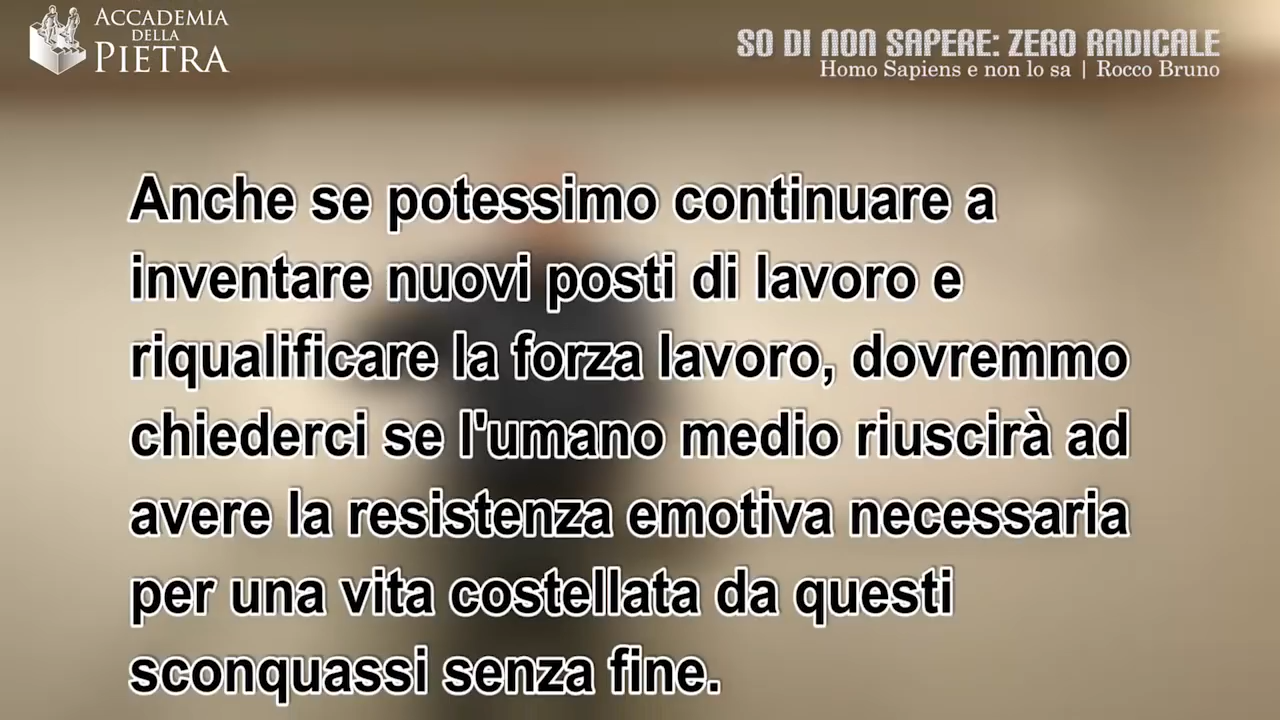 ACCADEMIA
DELLA
PIETRA
SO DI NON SAPERE: ZERO RADICALE
Homo Sapiens e non lo sa | Rocco Bruno
Anche se potessimo continuare a
inventare nuovi posti di lavoro e
riqualificare la forza lavoro, dovremmo
chiederci se l'umano medio riuscirà ad
avere la resistenza emotiva necessaria
per una vita costellata da questi
sconquassi senza fine.